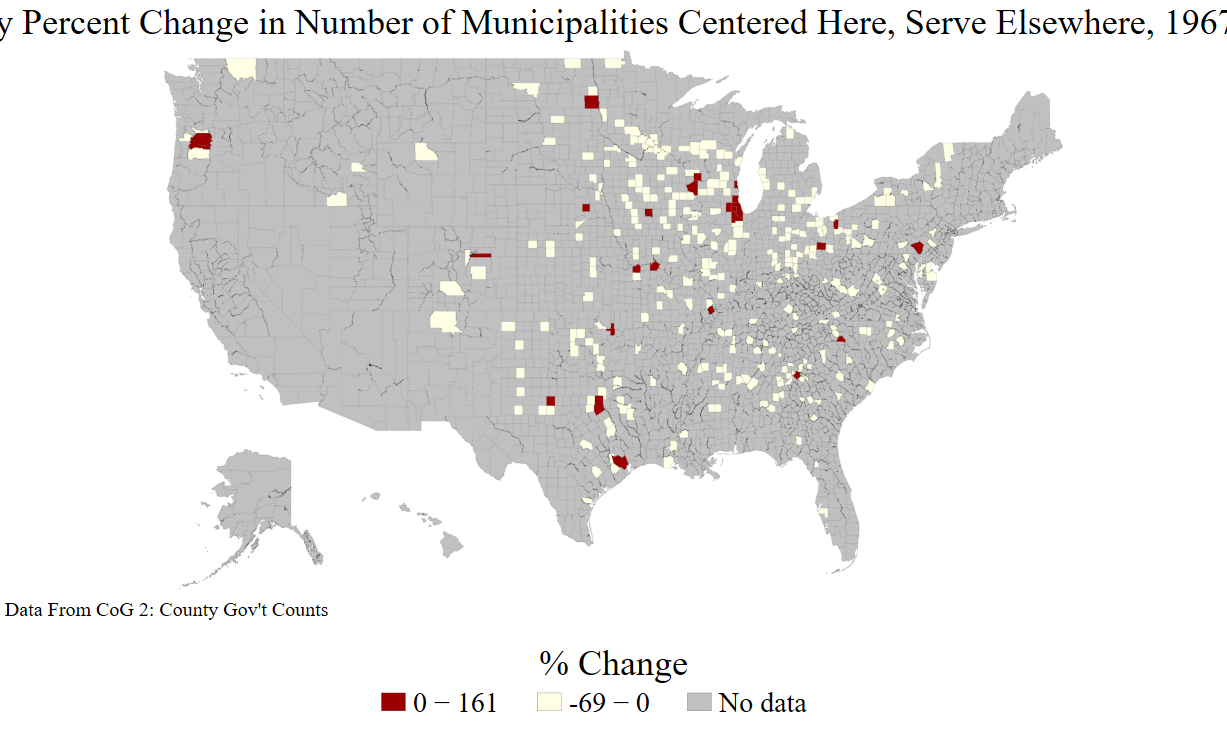 y Percent Change in Number of Municipalities Centered Here, Serve Elsewhere, 1967
Data From CoG 2: County Gov't Counts
% Change
0 − 161
-69 − 0
No data